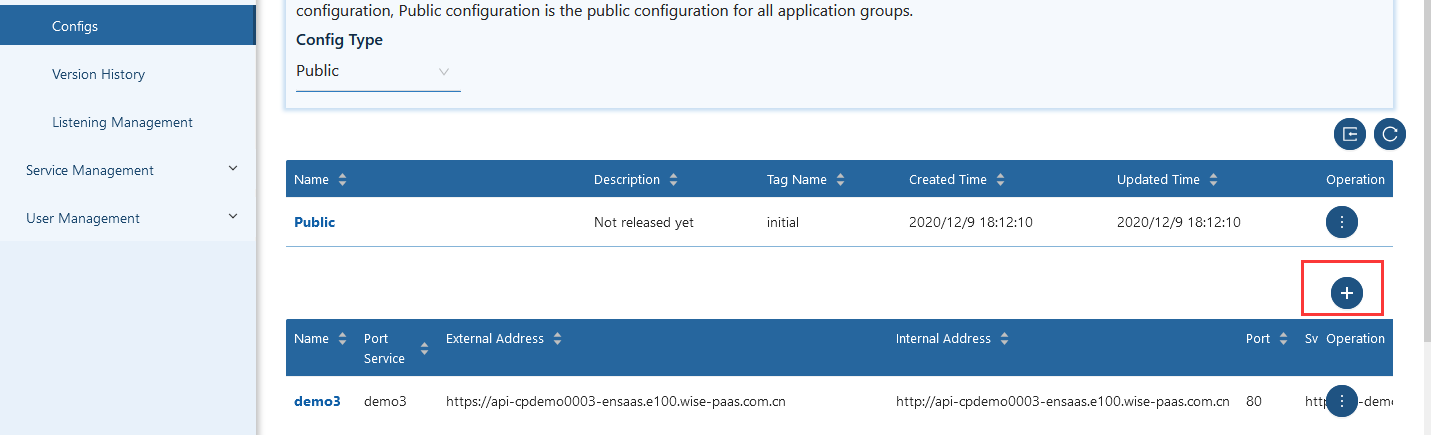 configuration, Public configuration is the public configuration for all application groups.
Configs
Config Type
Version History
Public
Listening Management
Service Management
User Management
Name Description Tag Name Created Time Updated Time Operation
Public Not released yet initial 2020/12/9 18:12:10 2020/12/9 18:12:10
Name Port Service External Address Internal Address Port Sv Operation
demo3 demo3 https://api-cpdemo0003-ensaas.e100.wise-paas.com.cn http://api-cpdemo0003-ensaas.e100.wise-paas.com.cn 80